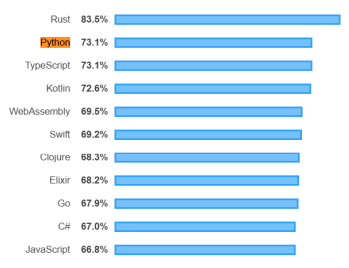 Rust 83.5%
Python 73.1%
TypeScript 73.1%
Kotlin 72.6%
WebAssembly 69.5%
Swift 69.2%
Clojure 68.3%
Elixir 68.2%
Go 67.9%
C# 67.0%
JavaScript 66.8%